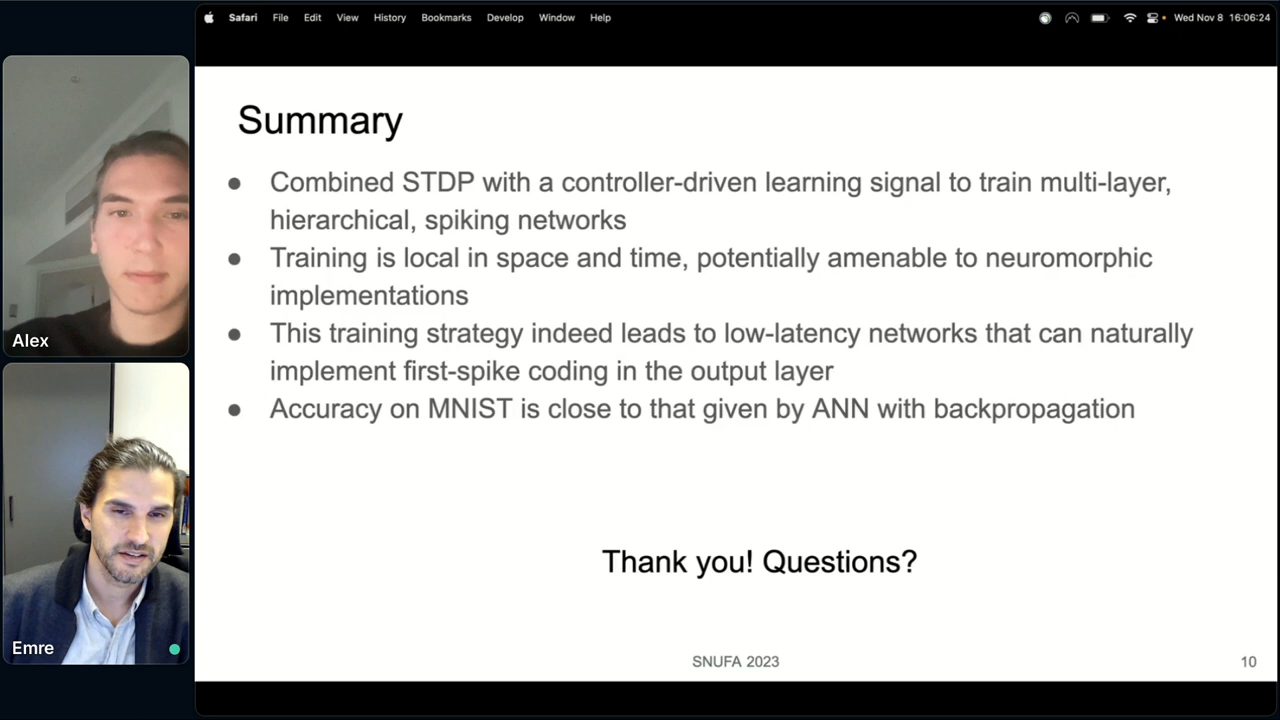 Safari File Edit View History Bookmarks Develop Window Help Wed Nov 8 16:06:24
Summary
● Combined STDP with a controller-driven learning signal to train multi-layer,
hierarchical, spiking networks
● Training is local in space and time, potentially amenable to neuromorphic
implementations
● This training strategy indeed leads to low-latency networks that can naturally
implement first-spike coding in the output layer
● Accuracy on MNIST is close to that given by ANN with backpropagation
Thank you! Questions?
SNUFA 2023 10
Alex
Emre